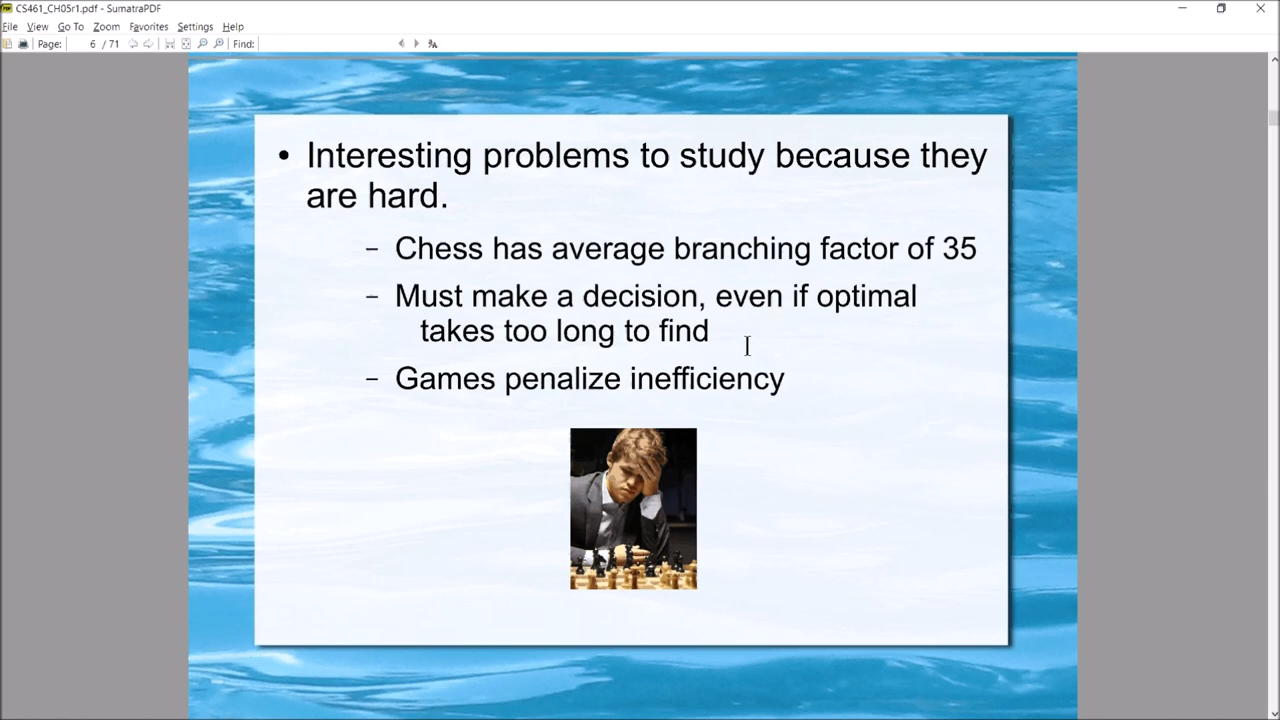 CS461_CH05r1.pdf - SumatraPDF
File View Go To Zoom Favorites Settings Help
Page: 6 / 71 Find:
• Interesting problems to study because they
are hard.
– Chess has average branching factor of 35
– Must make a decision, even if optimal
takes too long to find
– Games penalize inefficiency